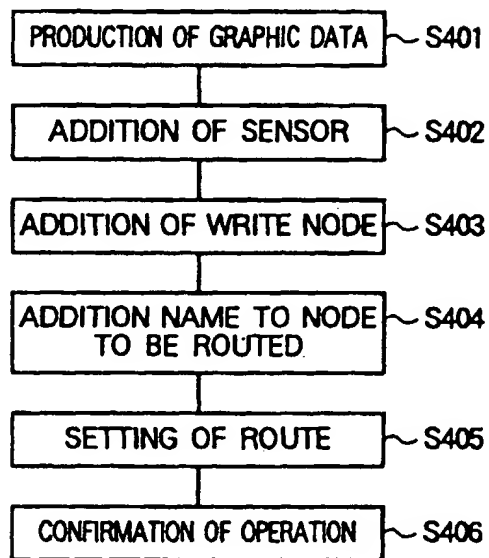 PRODUCTION OF GRAPHIC DATA S401
ADDITION OF SENSOR S402
ADDITION OF WRITE NODE S403
ADDITION NAME TO NODE S404
TO BE ROUTED
SETTING OF ROUTE S405
CONFIRMATION OF OPERATION S406